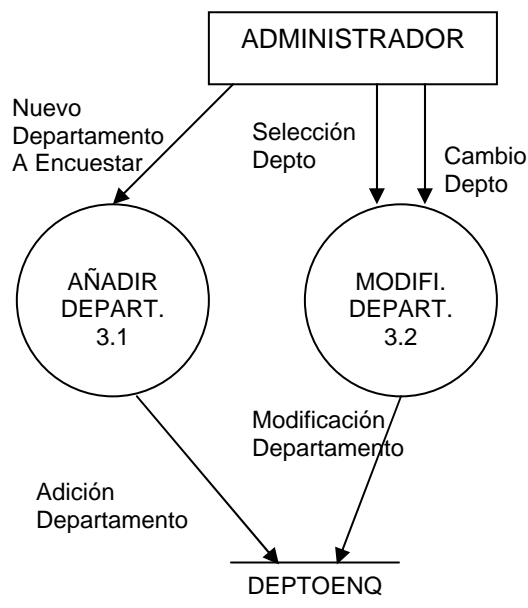 ADMINISTRADOR
Nuevo
Departamento
A Encuestar
Selección
Depto
Cambio
Depto
AÑADIR
DEPART.
3.1
MODIFI.
DEPART.
3.2
Modificación
Departamento
Adición
Departamento
DEPTOENQ